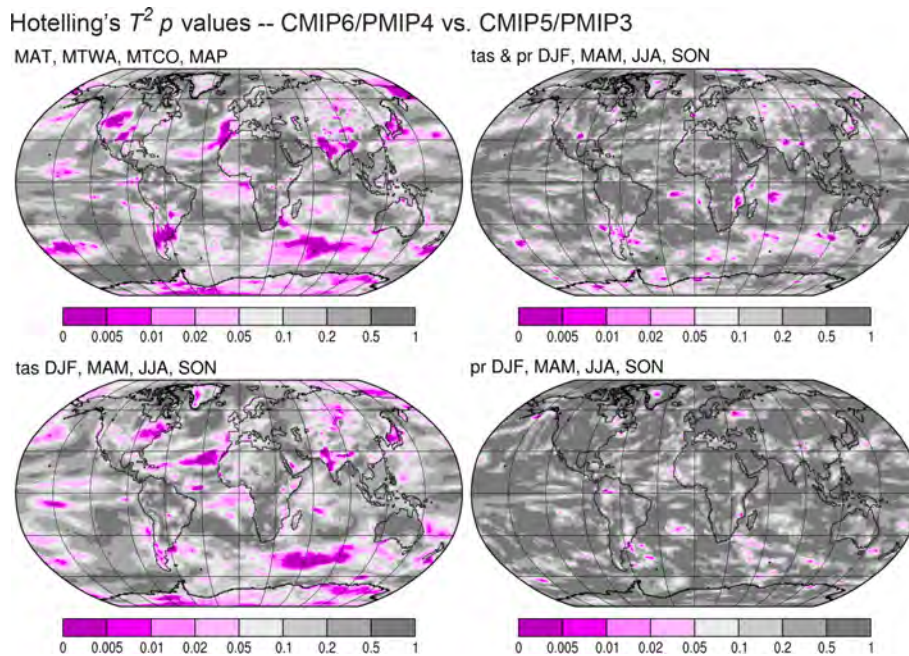 Hotelling's T² p values -- CMIP6/PMIP4 vs. CMIP5/PMIP3
MAT, MTWA, MTCO, MAP
tas & pr DJF, MAM, JJA, SON
0 0.005 0.01 0.02 0.05 0.1 0.2 0.5 1
0 0.005 0.01 0.02 0.05 0.1 0.2 0.5 1
tas DJF, MAM, JJA, SON
pr DJF, MAM, JJA, SON
0 0.005 0.01 0.02 0.05 0.1 0.2 0.5 1
0 0.005 0.01 0.02 0.05 0.1 0.2 0.5 1